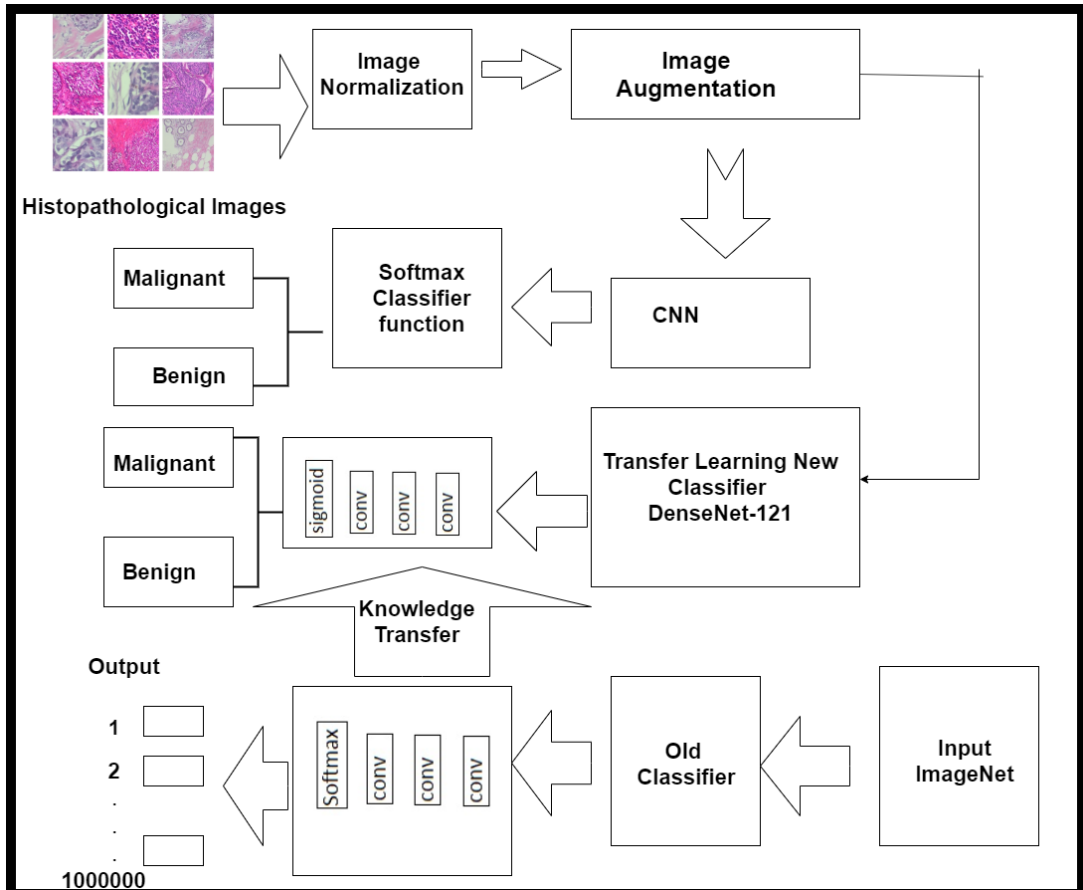 Image
Normalization
Image
Augmentation
Histopathological Images
Malignant
Benign
Softmax
Classifier
function
CNN
Malignant
Benign
sigmoid
conv
conv
conv
Transfer Learning New
Classifier
DenseNet-121
Knowledge
Transfer
Output
1
2
.
.
.
1000000
Softmax
conv
conv
conv
Old
Classifier
Input
ImageNet